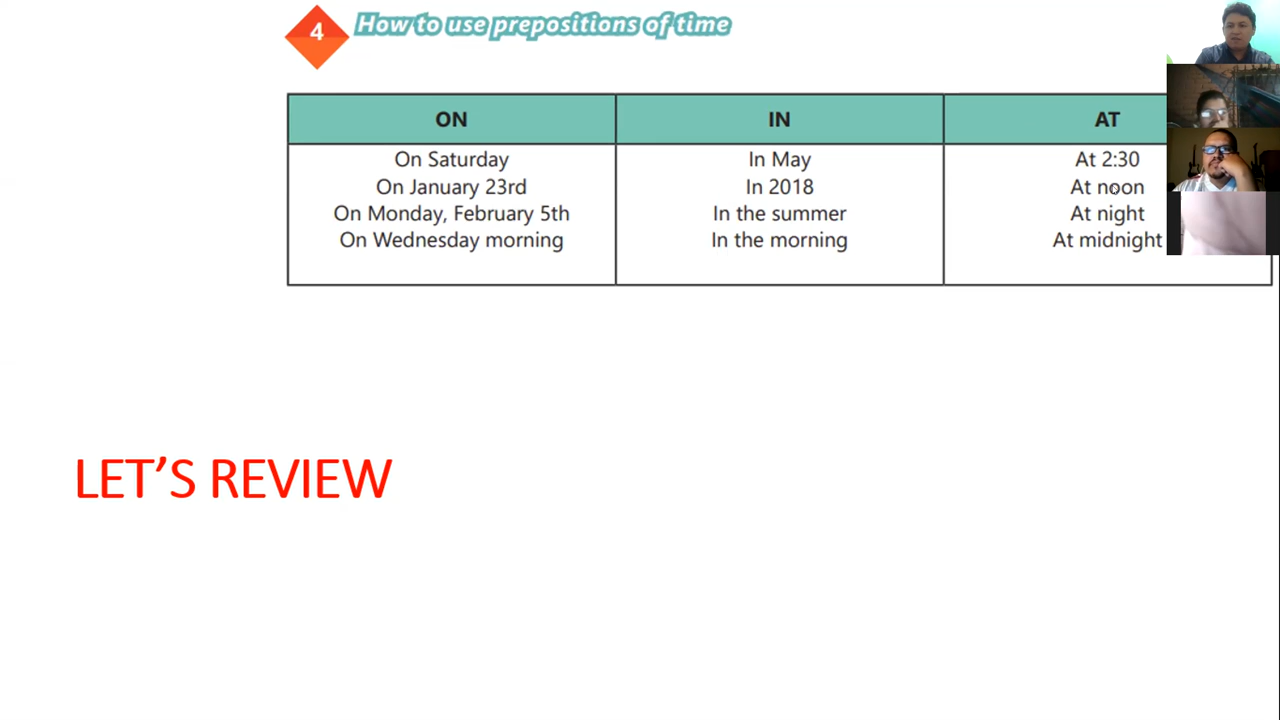 4 How to use prepositions of time
ON IN AT
On Saturday In May At 2:30
On January 23rd In 2018 At noon
On Monday, February 5th In the summer At night
On Wednesday morning In the morning At midnight
LET'S REVIEW